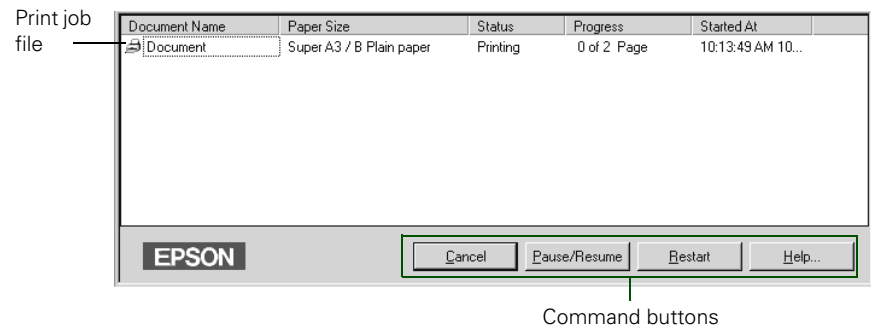 Print job
file
Document Name Paper Size Status Progress Started At
Document Super A3 / B Plain paper Printing 0 of 2 Page 10:13:49 AM 10...
EPSON Cancel Pause/Resume Restart Help...
Command buttons